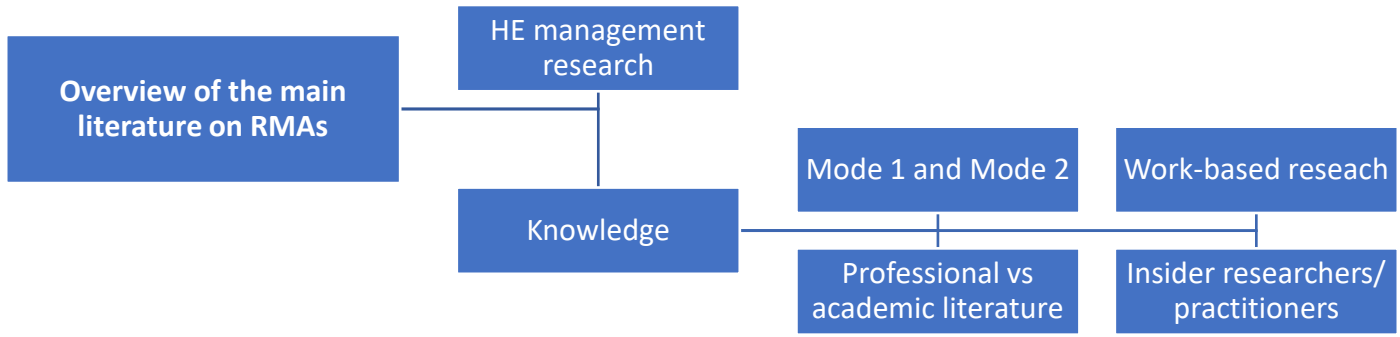 Overview of the main
literature on RMAs
HE management
research
Knowledge
Mode 1 and Mode 2
Professional vs
academic literature
Work-based reseach
Insider researchers/
practitioners